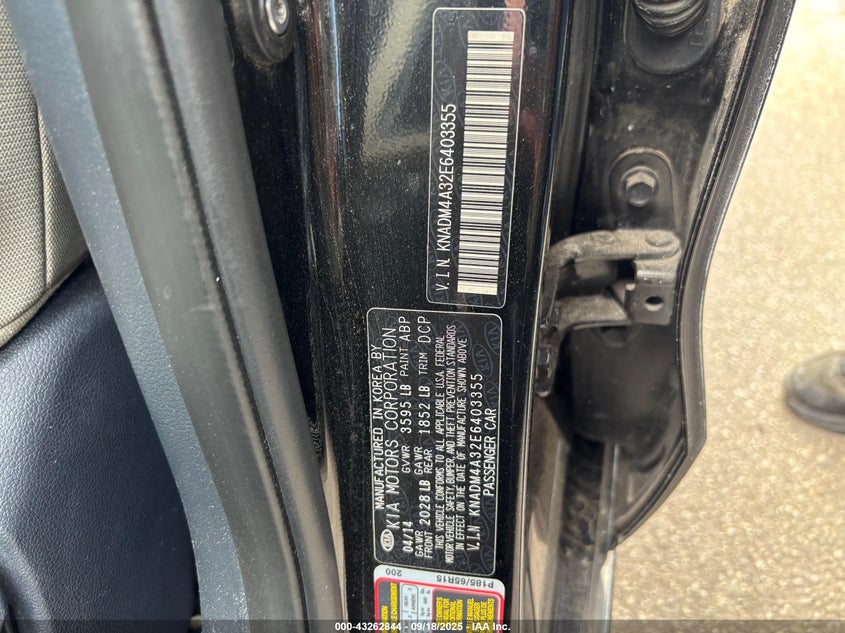 V.I.N KNADM4A32E6403355
MANUFACTURED IN KOREA BY
KIA MOTORS CORPORATION
04/14 GVWR 3595 LB PAINT ABP
GAWR FRONT 2028 LB GAWR REAR 1852 LB TRIM DCP
THIS VEHICLE CONFORMS TO ALL APPLICABLE U.S.A. FEDERAL
MOTOR VEHICLE SAFETY, BUMPER, AND THEFT PREVENTION STANDARDS
IN EFFECT ON THE DATE OF MANUFACTURE SHOWN ABOVE
V.I.N KNADM4A32E6403355
PASSENGER CAR
KIA
200
P185/65R15
000-43262844 - 09/18/2025 - IAA Inc.